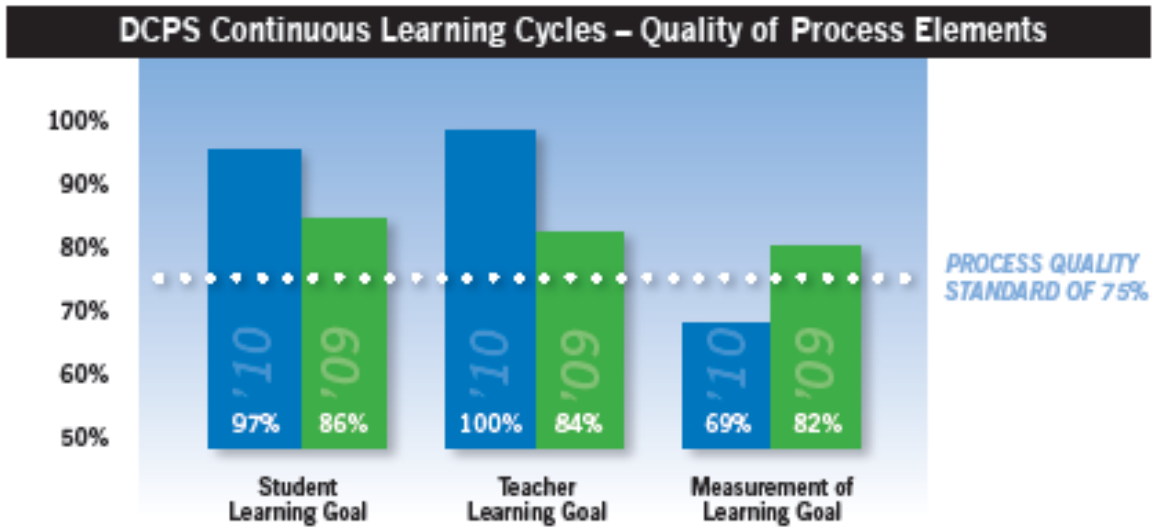 DCPS Continuous Learning Cycles – Quality of Process Elements
100%
90%
80%
70%
60%
50%
PROCESS QUALITY
STANDARD OF 75%
'10
97%
'09
86%
'10
100%
'09
84%
'10
69%
'09
82%
Student
Learning Goal
Teacher
Learning Goal
Measurement of
Learning Goal